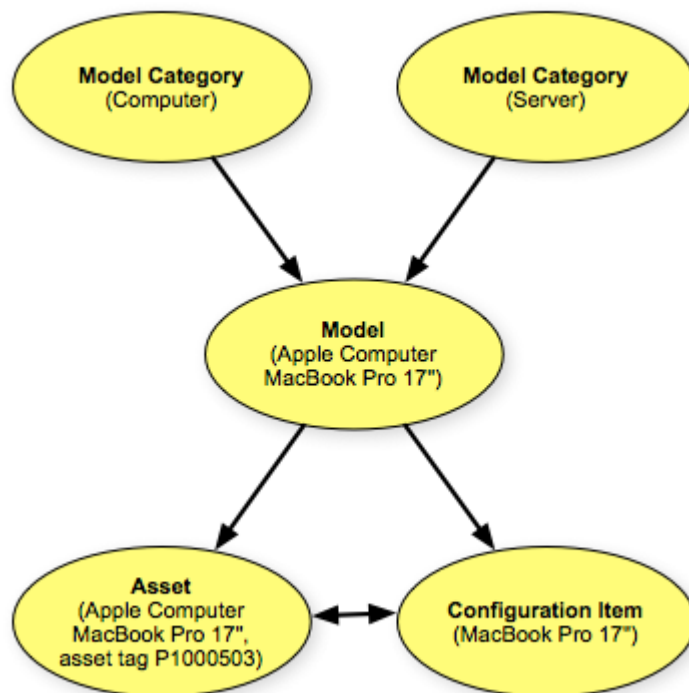 Model Category
(Computer)
Model Category
(Server)
Model
(Apple Computer
MacBook Pro 17")
Asset
(Apple Computer
MacBook Pro 17",
asset tag P1000503)
Configuration Item
(MacBook Pro 17")